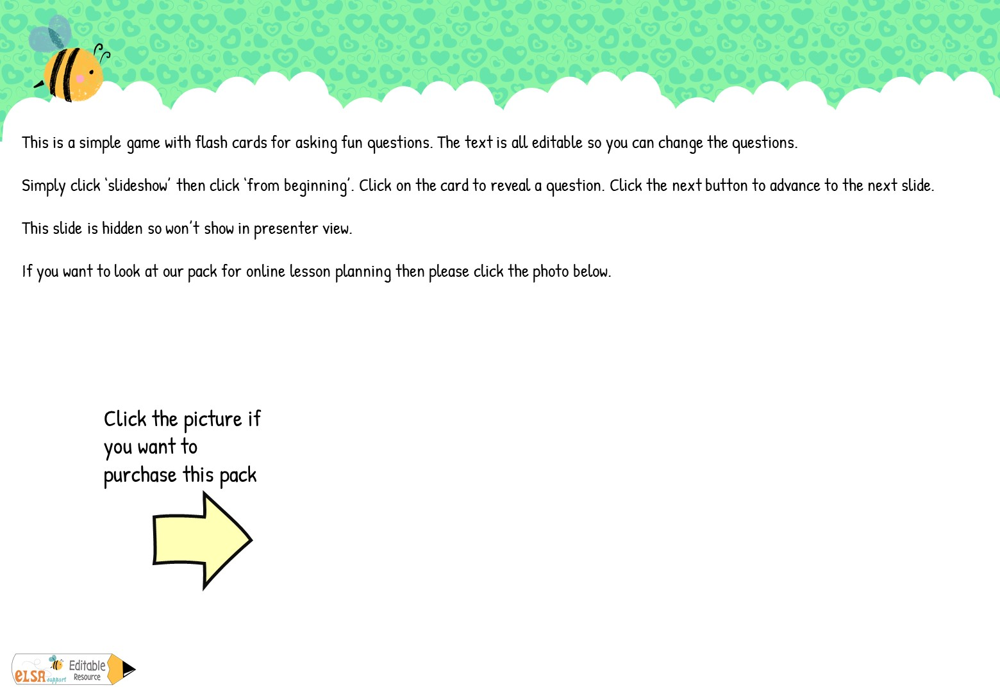 This is a simple game with flash cards for asking fun questions. The text is all editable so you can change the questions.
Simply click ‘slideshow’ then click ‘from beginning’. Click on the card to reveal a question. Click the next button to advance to the next slide.
This slide is hidden so won’t show in presenter view.
If you want to look at our pack for online lesson planning then please click the photo below.
Click the picture if
you want to
purchase this pack
eLSA support
Editable
Resource